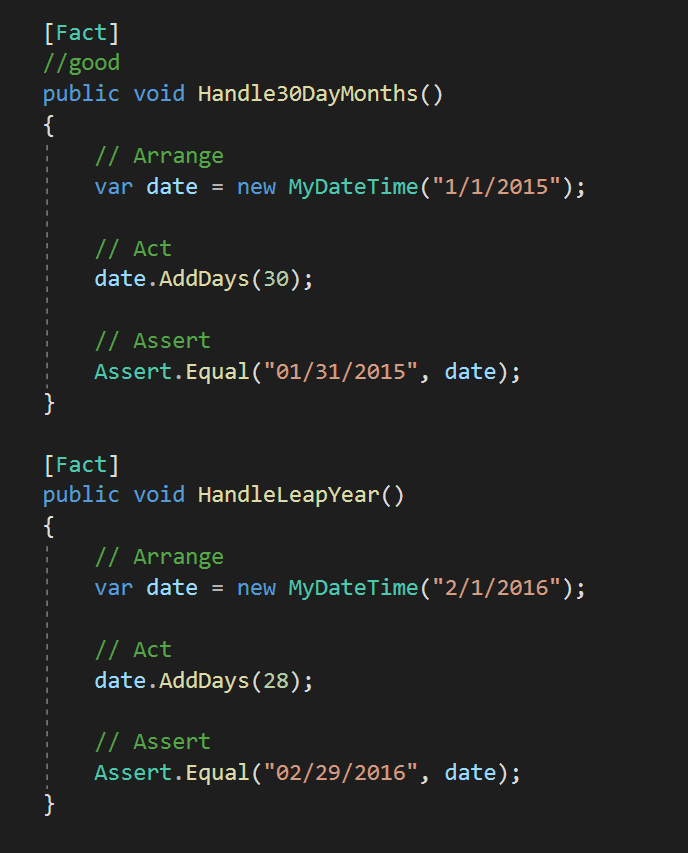 [Fact]
//good
public void Handle30DayMonths()
{
// Arrange
var date = new MyDateTime("1/1/2015");
// Act
date.AddDays(30);
// Assert
Assert.Equal("01/31/2015", date);
}
[Fact]
public void HandleLeapYear()
{
// Arrange
var date = new MyDateTime("2/1/2016");
// Act
date.AddDays(28);
// Assert
Assert.Equal("02/29/2016", date);
}